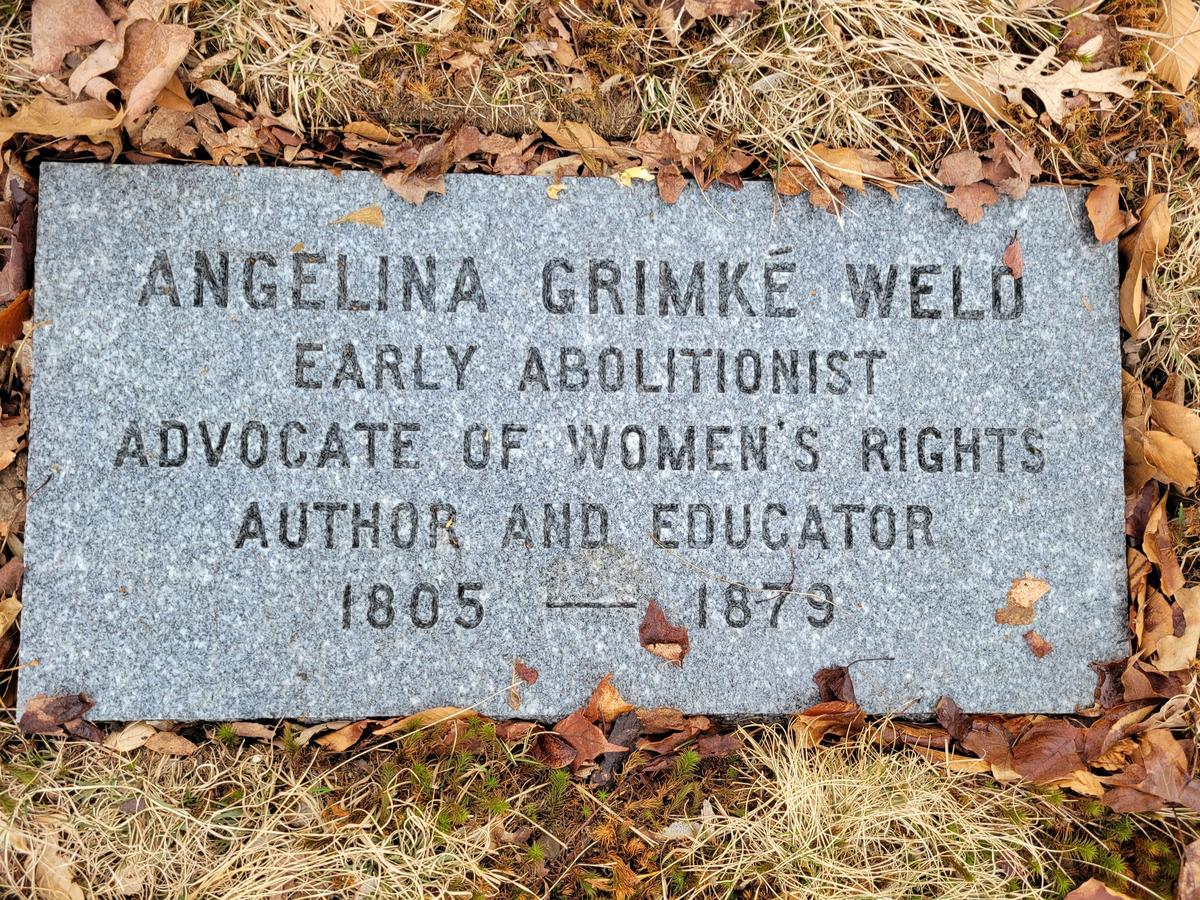 ANGELINA GRIMKÉ WELD
EARLY ABOLITIONIST
ADVOCATE OF WOMEN'S RIGHTS
AUTHOR AND EDUCATOR
1805 — 1879